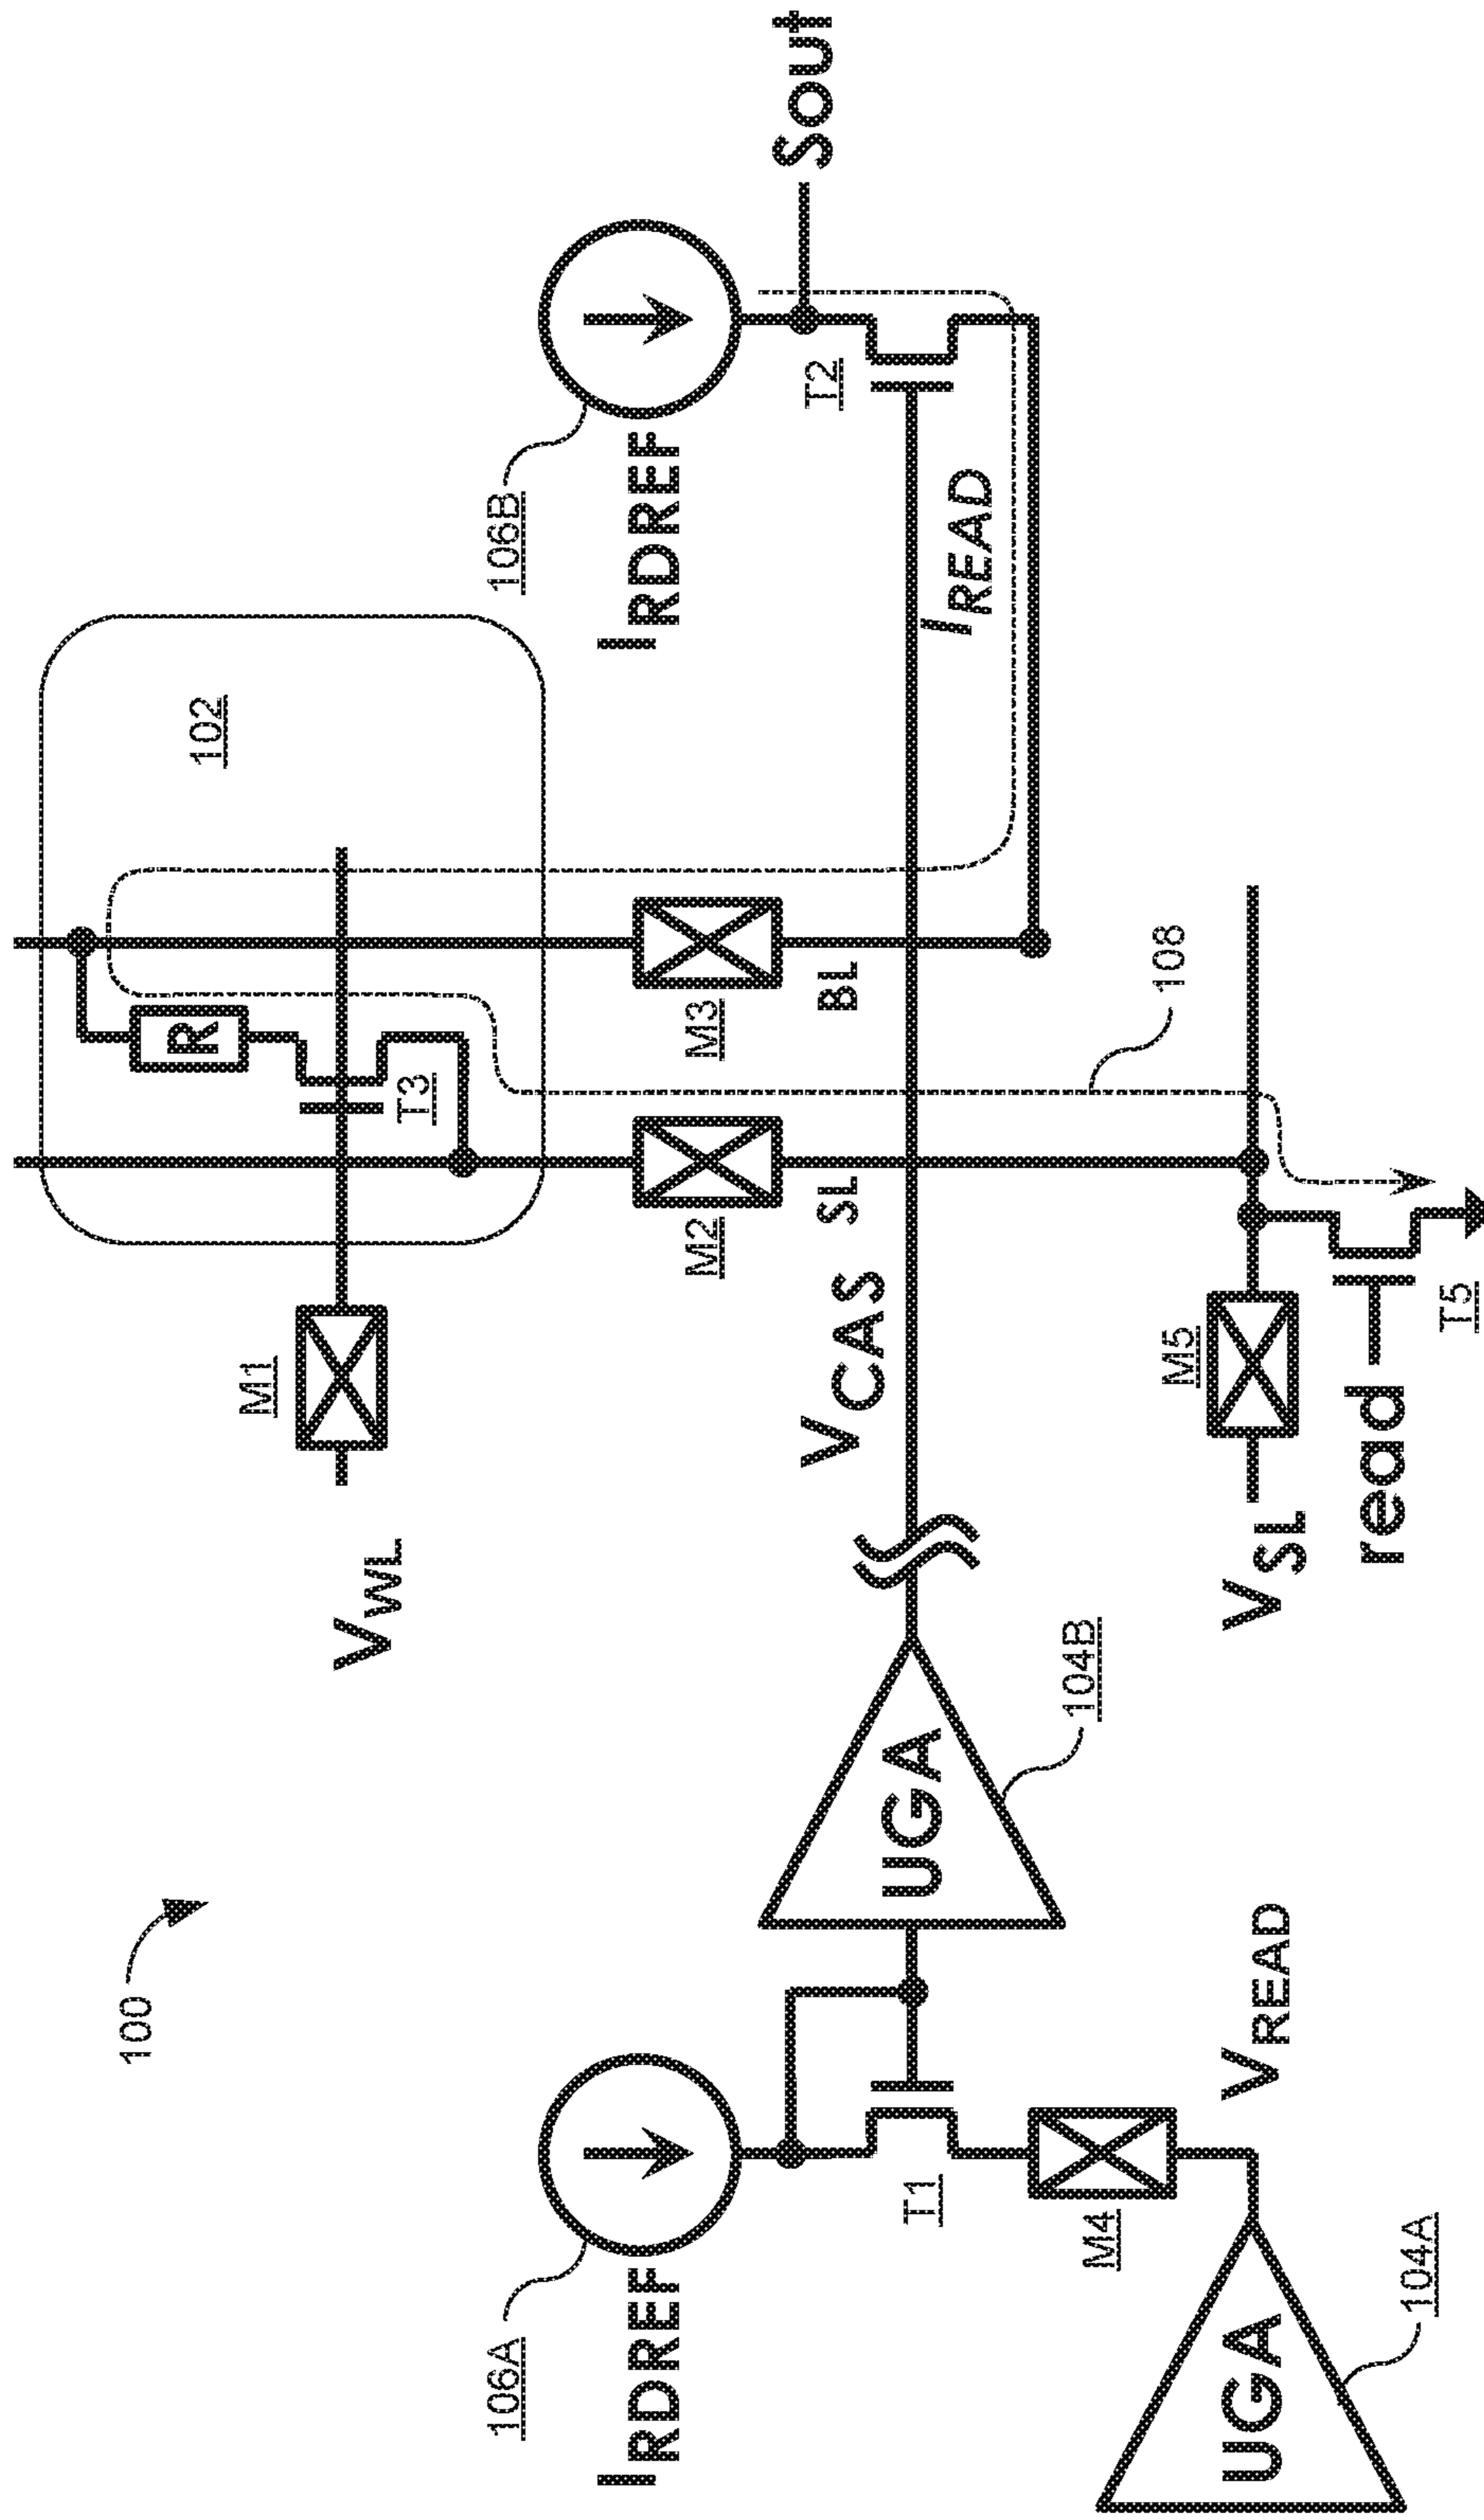 100
102
VWL
M1
T3
R
M2
M3
SL
BL
106A
IRDREF
106B
IRDREF
T2
Sout
T1
UGA
104B
VCAS
IREAD
M4
VREAD
UGA
104A
108
VSL
M5
read
T5